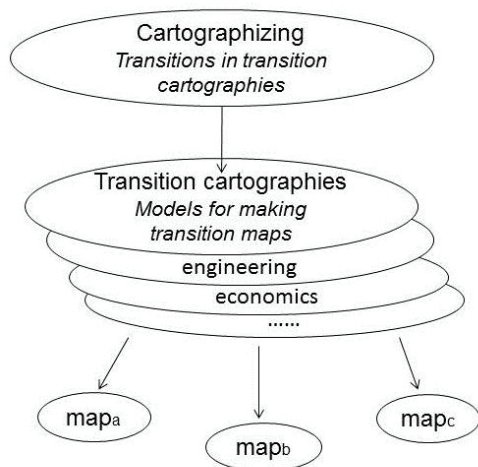 Cartographizing
Transitions in transition
cartographies
Transition cartographies
Models for making
transition maps
engineering
economics
......
mapa
mapc
mapb